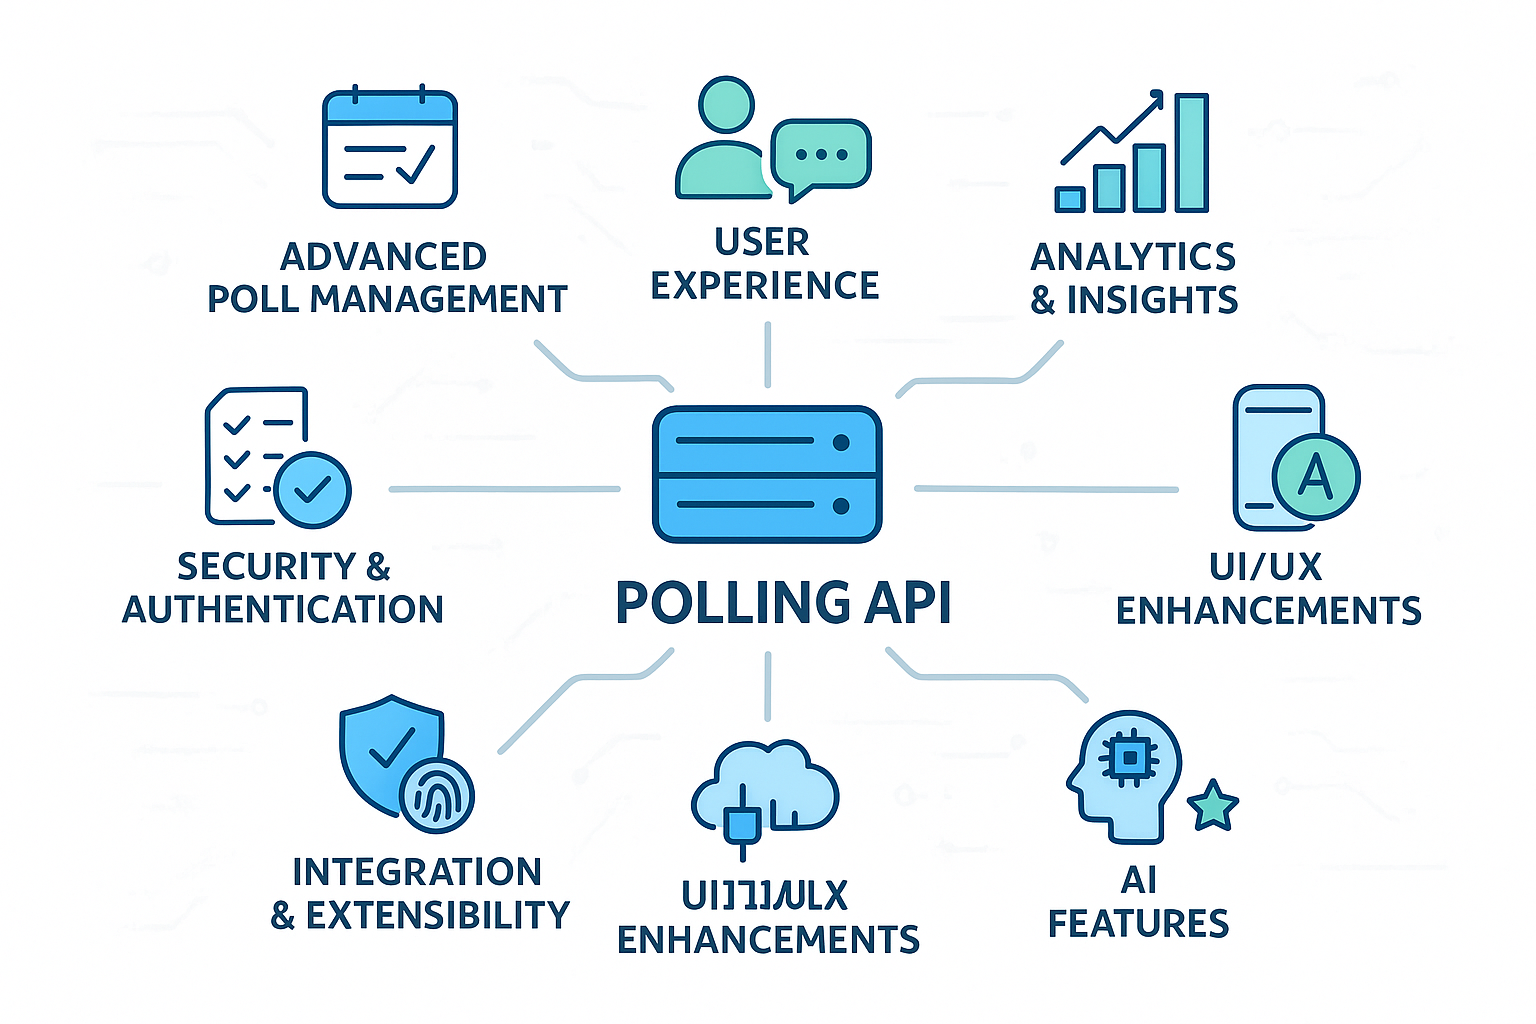 ADVANCED
POLL MANAGEMENT
USER
EXPERIENCE
ANALYTICS
& INSIGHTS
SECURITY &
AUTHENTICATION
A
POLLING API
UI/UX
ENHANCEMENTS
INTEGRATION
& EXTENSIBILITY
ENHANCEMENTS
AI
FEATURES